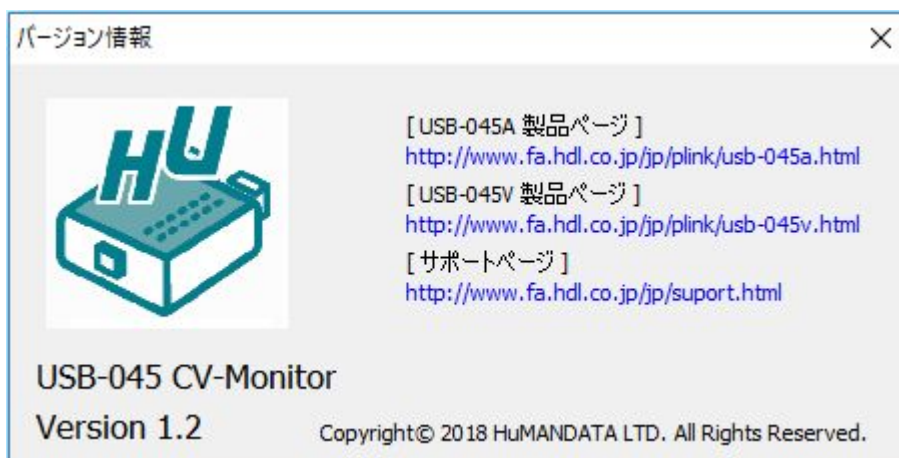 バージョン情報
HU
[ USB-045A 製品ページ ]
http://www.fa.hdl.co.jp/jp/plink/usb-045a.html
[ USB-045V 製品ページ ]
http://www.fa.hdl.co.jp/jp/plink/usb-045v.html
[ サポートページ ]
http://www.fa.hdl.co.jp/jp/suport.html
USB-045 CV-Monitor
Version 1.2
Copyright© 2018 HuMANDATA LTD. All Rights Reserved.